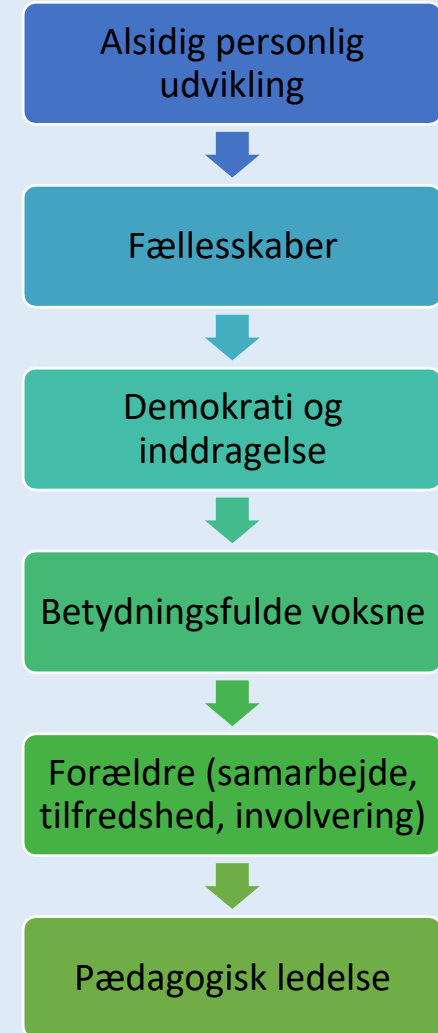 Alsidig personlig
udvikling
Fællesskaber
Demokrati og
inddragelse
Betydningsfulde voksne
Forældre (samarbejde,
tilfredshed, involvering)
Pædagogisk ledelse